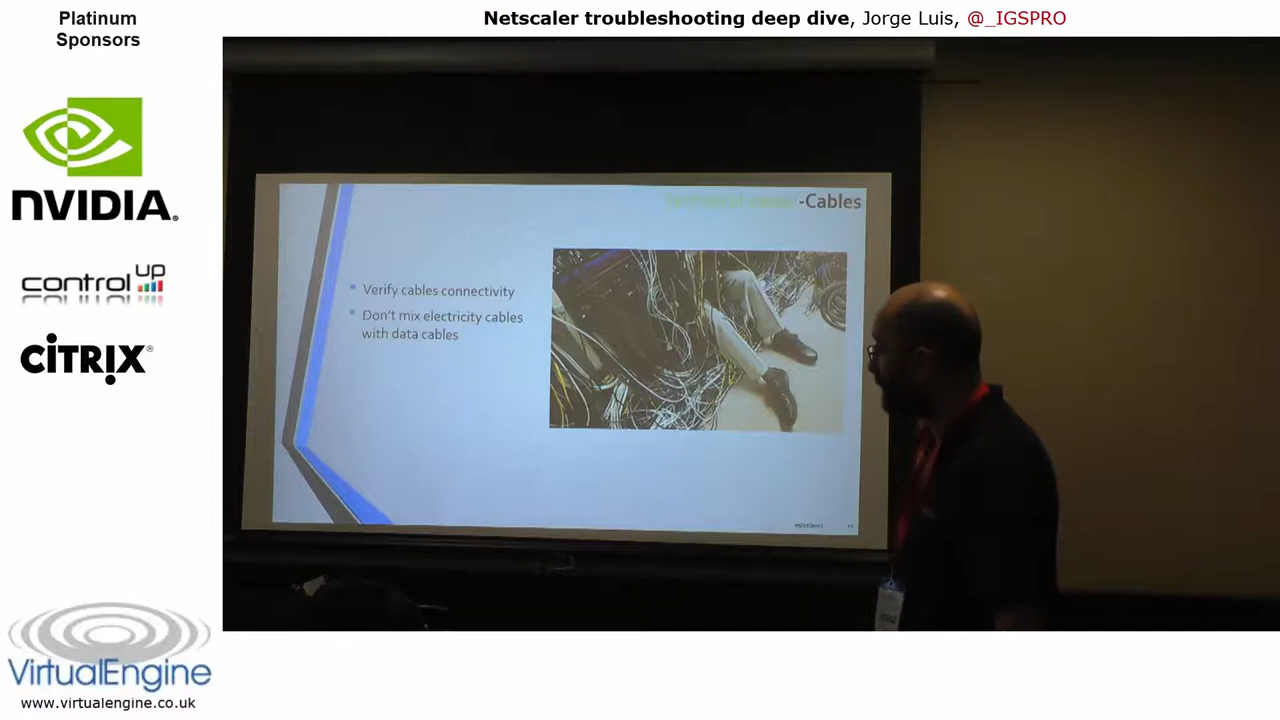 Platinum
Sponsors
Netscaler troubleshooting deep dive, Jorge Luis, @_IGSPRO
nVIDIA.
control up
CiTRIX®
-Cables
• Verify cables connectivity
• Don't mix electricity cables
with data cables
VirtualEngine
www.virtualengine.co.uk